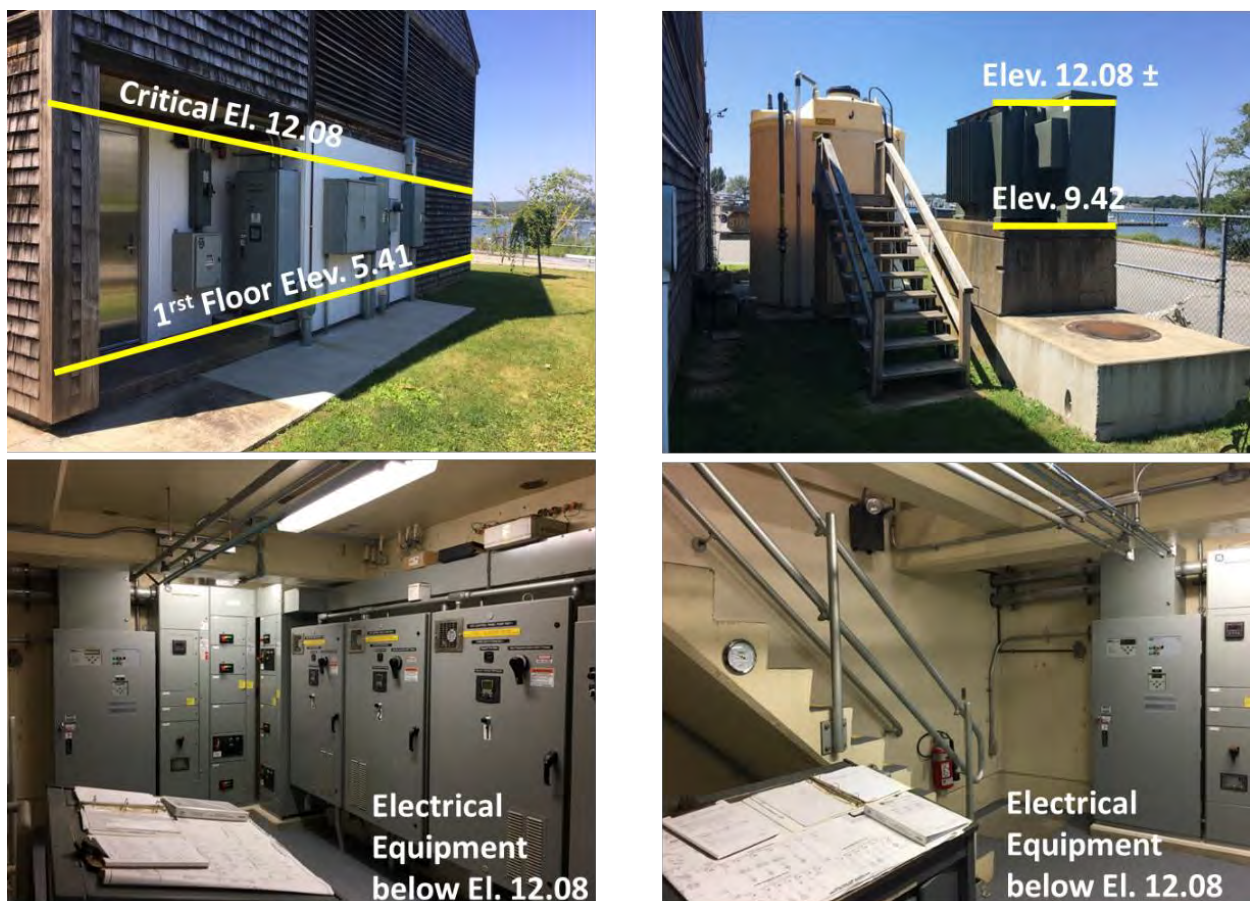 Critical El. 12.08
1rst Floor Elev. 5.41
Elev. 12.08 ±
Elev. 9.42
Electrical
Equipment
below El. 12.08
Electrical
Equipment
below El. 12.08